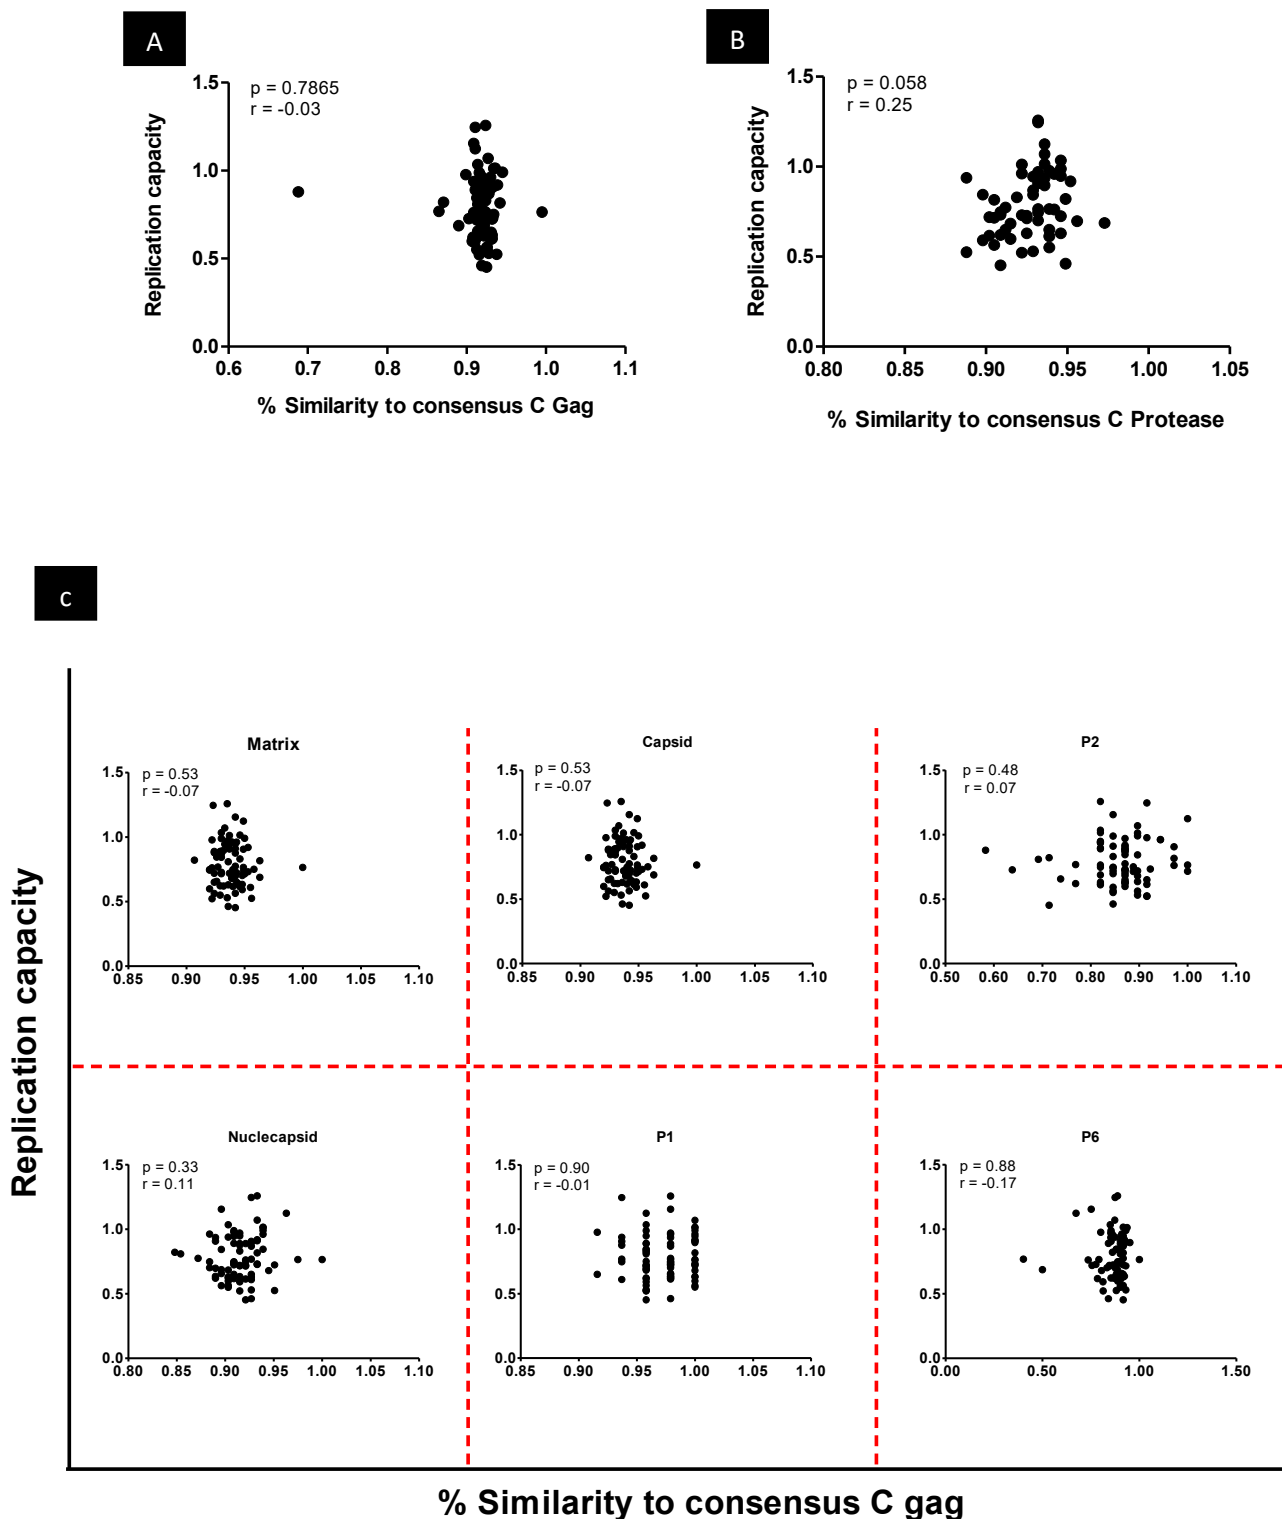 A
p = 0.7865
r = -0.03
1.5
1.0
0.5
0.0
Replication capacity
0.6 0.7 0.8 0.9 1.0 1.1
% Similarity to consensus C Gag
B
p = 0.058
r = 0.25
1.5
1.0
0.5
0.0
Replication capacity
0.80 0.85 0.90 0.95 1.00 1.05
% Similarity to consensus C Protease
c
Replication capacity
Matrix
p = 0.53
r = -0.07
1.5
1.0
0.5
0.0
0.85 0.90 0.95 1.00 1.05 1.10
Capsid
p = 0.53
r = -0.07
1.5
1.0
0.5
0.0
0.85 0.90 0.95 1.00 1.05 1.10
P2
p = 0.48
r = 0.07
1.5
1.0
0.5
0.0
0.50 0.60 0.70 0.80 0.90 1.00 1.10
Nuclecapsid
p = 0.33
r = 0.11
1.5
1.0
0.5
0.0
0.80 0.85 0.90 0.95 1.00 1.05 1.10
P1
p = 0.90
r = -0.01
1.5
1.0
0.5
0.0
0.85 0.90 0.95 1.00 1.05 1.10
P6
p = 0.88
r = -0.17
1.5
1.0
0.5
0.0
0.00 0.50 1.00 1.50
% Similarity to consensus C gag